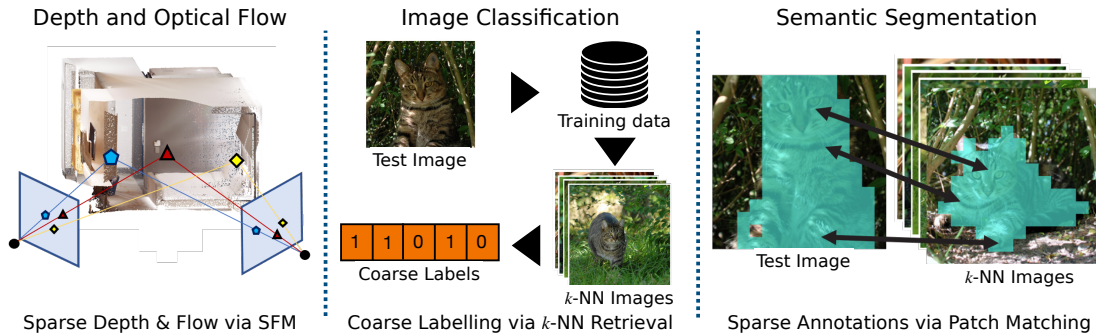 Depth and Optical Flow
Sparse Depth & Flow via SFM
Image Classification
Test Image
Training data
1 1 0 1 0
Coarse Labels
k-NN Images
Coarse Labelling via k-NN Retrieval
Semantic Segmentation
Test Image
k-NN Images
Sparse Annotations via Patch Matching